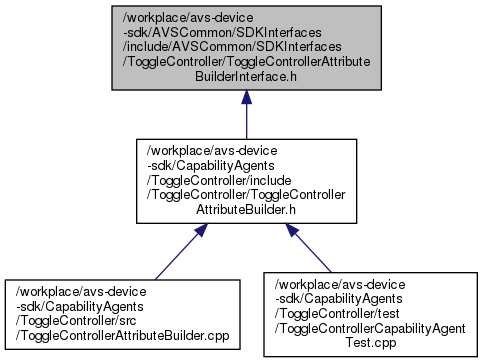 /workplace/avs-device
-sdk/AVSCommon/SDKInterfaces
/include/AVSCommon/SDKInterfaces
/ToggleController/ToggleControllerAttribute
BuilderInterface.h
/workplace/avs-device
-sdk/CapabilityAgents
/ToggleController/include
/ToggleController/ToggleController
AttributeBuilder.h
/workplace/avs-device
-sdk/CapabilityAgents
/ToggleController/src
/ToggleControllerAttributeBuilder.cpp
/workplace/avs-device
-sdk/CapabilityAgents
/ToggleController/test
/ToggleControllerCapabilityAgent
Test.cpp